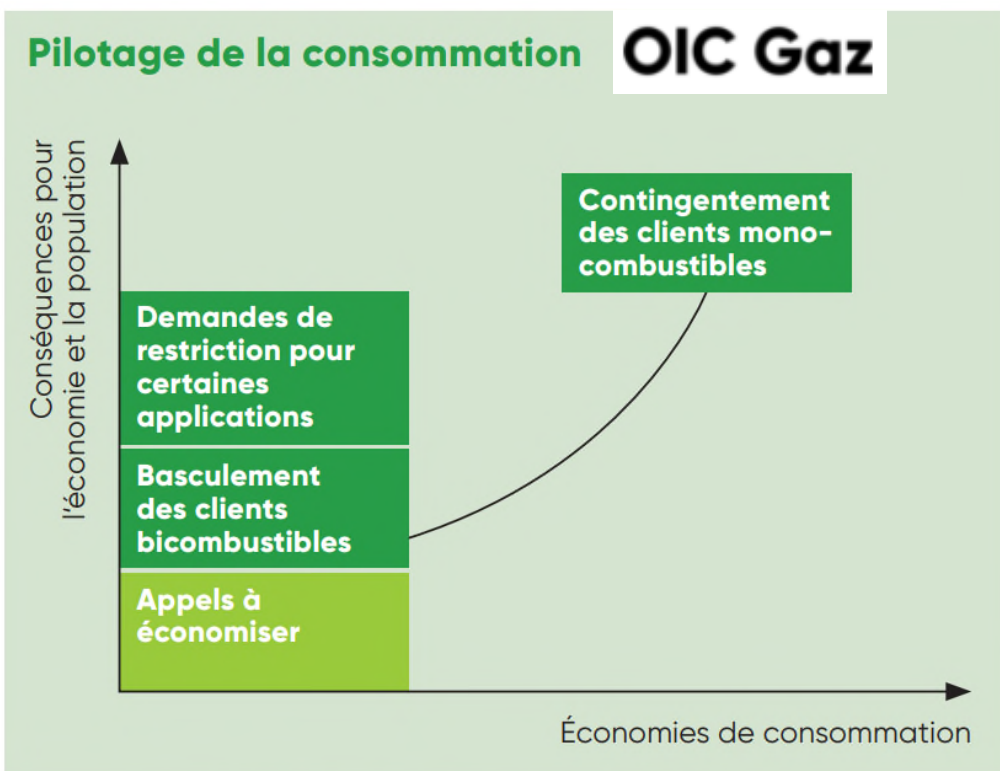 Pilotage de la consommation OIC Gaz
Conséquences pour
l'économie et la population
Contingentement
des clients mono-
combustibles
Demandes de
restriction pour
certaines
applications
Basculement
des clients
bicombustibles
Appels à
économiser
Économies de consommation